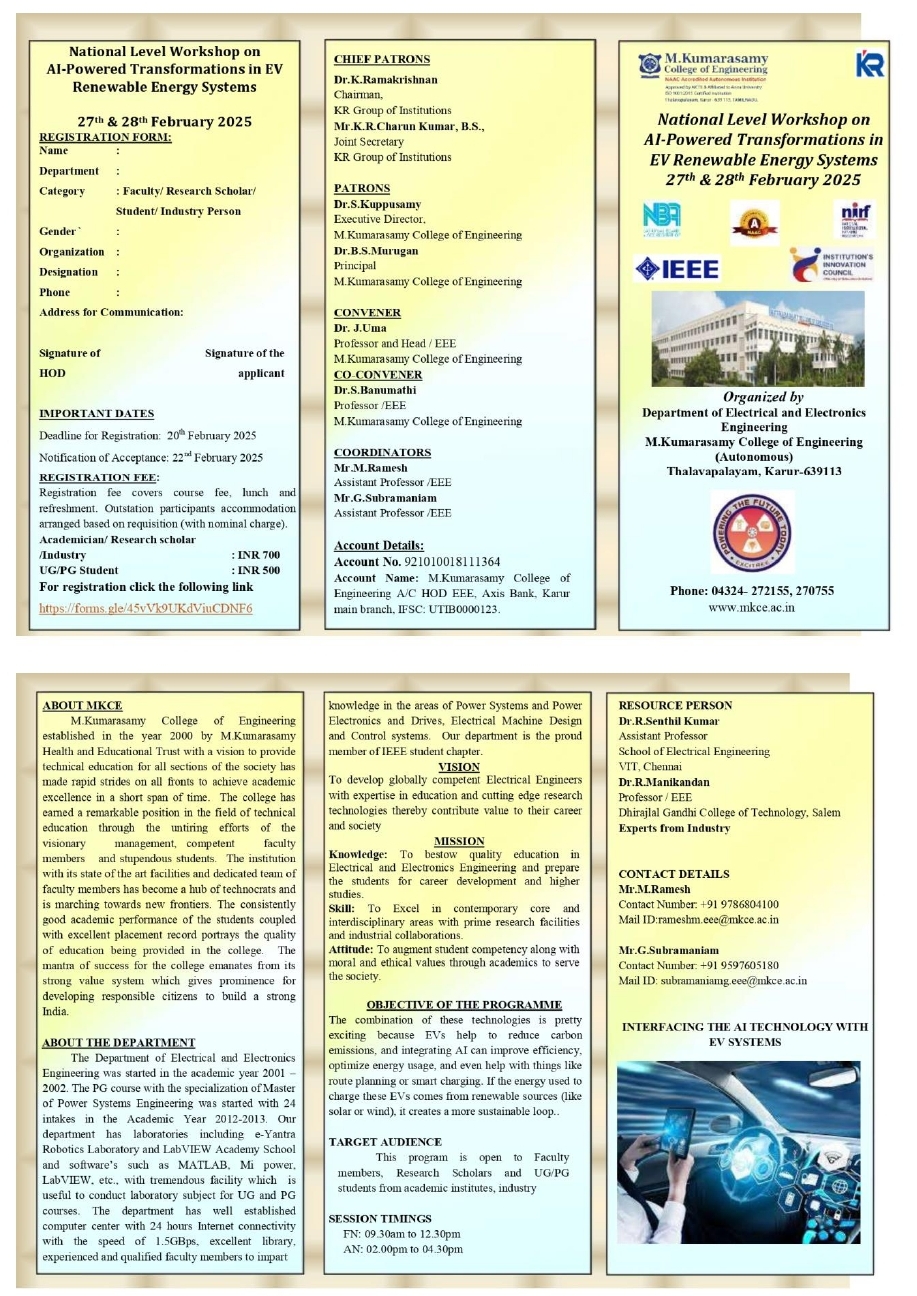 National Level Workshop on
AI-Powered Transformations in EV
Renewable Energy Systems
27th & 28th February 2025
REGISTRATION FORM:
Name :
Department :
Category : Faculty/ Research Scholar/
Student/ Industry Person
Gender` :
Organization :
Designation :
Phone :
Address for Communication:
Signature of Signature of the
HOD applicant
IMPORTANT DATES
Deadline for Registration: 20th February 2025
Notification of Acceptance: 22nd February 2025
REGISTRATION FEE:
Registration fee covers course fee, lunch and
refreshment. Outstation participants accommodation
arranged based on requisition (with nominal charge).
Academician/ Research scholar
/Industry : INR 700
UG/PG Student : INR 500
For registration click the following link
https://forms.gle/45vVk9UKdViuCDNF6
CHIEF PATRONS
Dr.K.Ramakrishnan
Chairman,
KR Group of Institutions
Mr.K.R.Charun Kumar, B.S.,
Joint Secretary
KR Group of Institutions
PATRONS
Dr.S.Kuppusamy
Executive Director,
M.Kumarasamy College of Engineering
Dr.B.S.Murugan
Principal
M.Kumarasamy College of Engineering
CONVENER
Dr. J.Uma
Professor and Head / EEE
M.Kumarasamy College of Engineering
CO-CONVENER
Dr.S.Banumathi
Professor /EEE
M.Kumarasamy College of Engineering
COORDINATORS
Mr.M.Ramesh
Assistant Professor /EEE
Mr.G.Subramaniam
Assistant Professor /EEE
Account Details:
Account No. 921010018111364
Account Name: M.Kumarasamy College of
Engineering A/C HOD EEE, Axis Bank, Karur
main branch, IFSC: UTIB0000123.
M.Kumarasamy
College of Engineering
NAAC Accredited Autonomous Institution
Approved by AICTE & Affiliated to Anna University
ISO 9001:2015 Certified Institution
Thalavapalayam, Karur - 639 113, TAMILNADU.
KR
National Level Workshop on
AI-Powered Transformations in
EV Renewable Energy Systems
27th & 28th February 2025
NBA
A
NAAC
nirf
IEEE
INSTITUTION'S
INNOVATION
COUNCIL
Organized by
Department of Electrical and Electronics
Engineering
M.Kumarasamy College of Engineering
(Autonomous)
Thalavapalayam, Karur-639113
POWERING THE FUTURE TODAY
EXCITREE
Phone: 04324- 272155, 270755
www.mkce.ac.in
ABOUT MKCE
M.Kumarasamy College of Engineering
established in the year 2000 by M.Kumarasamy
Health and Educational Trust with a vision to provide
technical education for all sections of the society has
made rapid strides on all fronts to achieve academic
excellence in a short span of time. The college has
earned a remarkable position in the field of technical
education through the untiring efforts of the
visionary management, competent faculty
members and stupendous students. The institution
with its state of the art facilities and dedicated team of
faculty members has become a hub of technocrats and
is marching towards new frontiers. The consistently
good academic performance of the students coupled
with excellent placement record portrays the quality
of education being provided in the college. The
mantra of success for the college emanates from its
strong value system which gives prominence for
developing responsible citizens to build a strong
India.
ABOUT THE DEPARTMENT
The Department of Electrical and Electronics
Engineering was started in the academic year 2001 –
2002. The PG course with the specialization of Master
of Power Systems Engineering was started with 24
intakes in the Academic Year 2012-2013. Our
department has laboratories including e-Yantra
Robotics Laboratory and LabVIEW Academy School
and software's such as MATLAB, Mi power,
LabVIEW, etc., with tremendous facility which is
useful to conduct laboratory subject for UG and PG
courses. The department has well established
computer center with 24 hours Internet connectivity
with the speed of 1.5GBps, excellent library,
experienced and qualified faculty members to impart
knowledge in the areas of Power Systems and Power
Electronics and Drives, Electrical Machine Design
and Control systems. Our department is the proud
member of IEEE student chapter.
VISION
To develop globally competent Electrical Engineers
with expertise in education and cutting edge research
technologies thereby contribute value to their career
and society
MISSION
Knowledge: To bestow quality education in
Electrical and Electronics Engineering and prepare
the students for career development and higher
studies.
Skill: To Excel in contemporary core and
interdisciplinary areas with prime research facilities
and industrial collaborations.
Attitude: To augment student competency along with
moral and ethical values through academics to serve
the society.
OBJECTIVE OF THE PROGRAMME
The combination of these technologies is pretty
exciting because EVs help to reduce carbon
emissions, and integrating AI can improve efficiency,
optimize energy usage, and even help with things like
route planning or smart charging. If the energy used to
charge these EVs comes from renewable sources (like
solar or wind), it creates a more sustainable loop..
TARGET AUDIENCE
This program is open to Faculty
members, Research Scholars and UG/PG
students from academic institutes, industry
SESSION TIMINGS
FN: 09.30am to 12.30pm
AN: 02.00pm to 04.30pm
RESOURCE PERSON
Dr.R.Senthil Kumar
Assistant Professor
School of Electrical Engineering
VIT, Chennai
Dr.R.Manikandan
Professor / EEE
Dhirajlal Gandhi College of Technology, Salem
Experts from Industry
CONTACT DETAILS
Mr.M.Ramesh
Contact Number: +91 9786804100
Mail ID:rameshm.eee@mkce.ac.in
Mr.G.Subramaniam
Contact Number: +91 9597605180
Mail ID: subramaniamg.eee@mkce.ac.in
INTERFACING THE AI TECHNOLOGY WITH
EV SYSTEMS